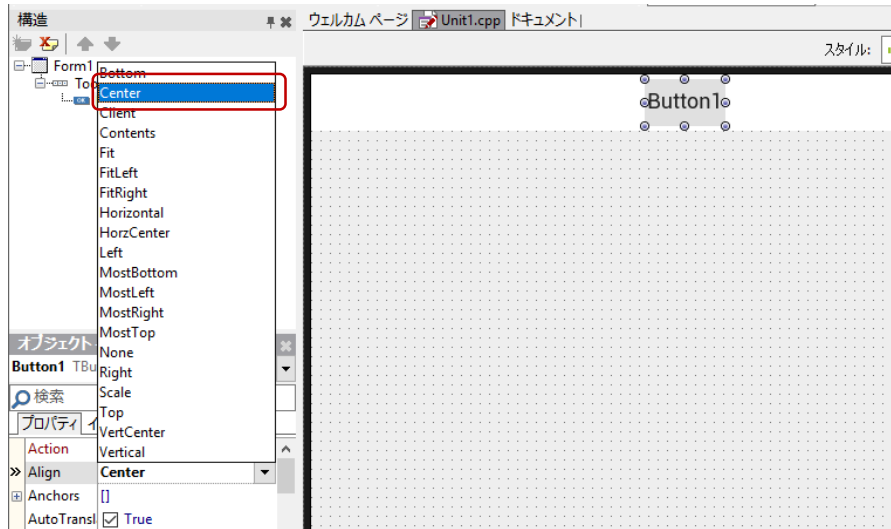 構造
ウェルカム ページ
Unit1.cpp
ドキュメント
スタイル:
Form1
Bottom
Center
Client
Contents
Fit
FitLeft
FitRight
Horizontal
HorzCenter
Left
MostBottom
MostLeft
MostRight
MostTop
None
Right
Scale
Top
VertCenter
Vertical
Button1
オブジェクト
Button1 TBu
検索
プロパティ
Action
Align Center
Anchors []
AutoTransl True